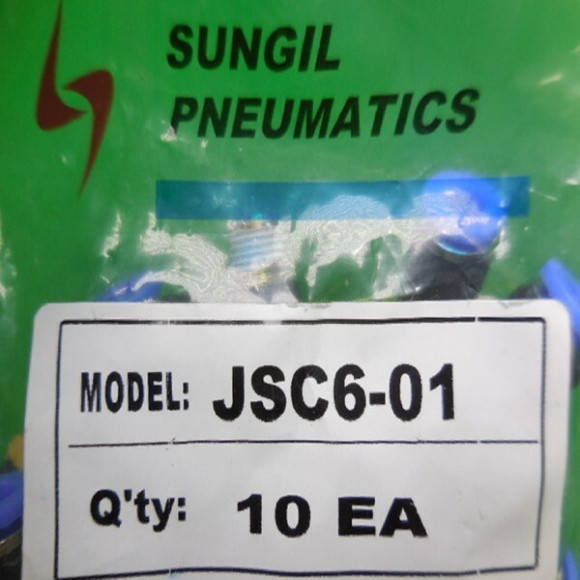 SUNGIL
PNEUMATICS
MODEL: JSC6-01
Q'ty: 10 EA